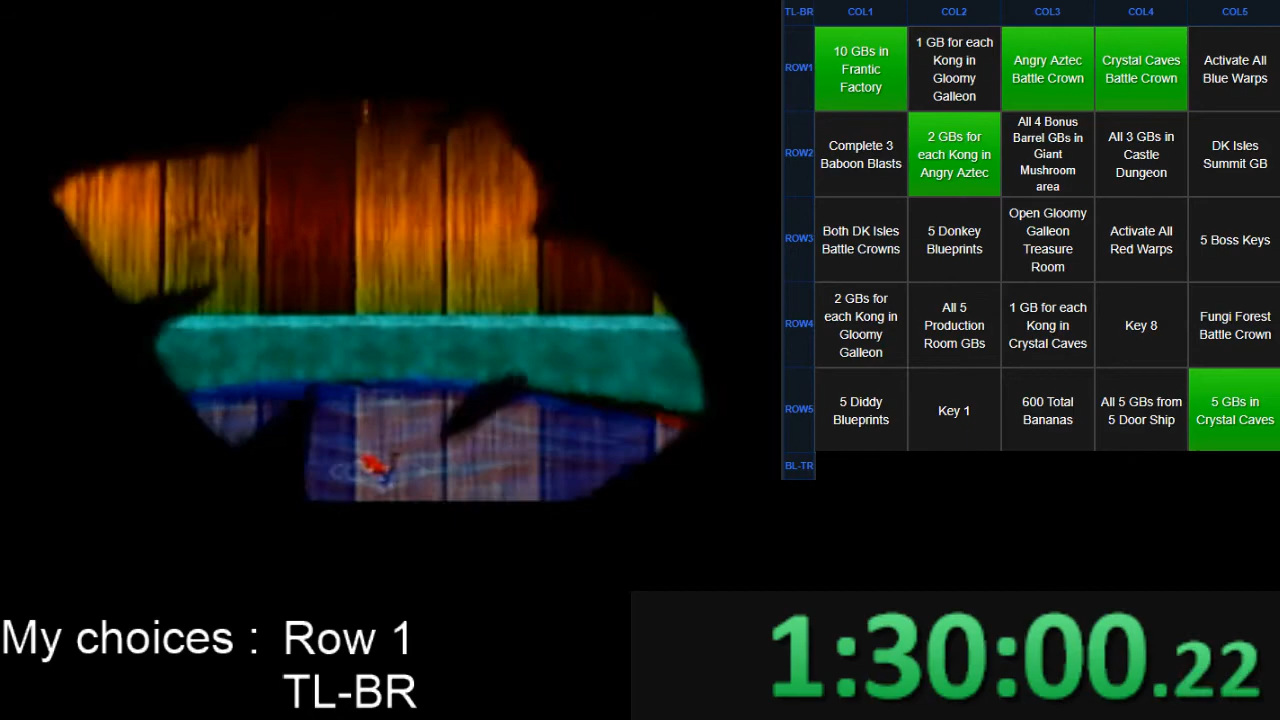 TL-BR COL1 COL2 COL3 COL4 COL5
ROW1
10 GBs in
Frantic
Factory
1 GB for each
Kong in
Gloomy
Galleon
Angry Aztec
Battle Crown
Crystal Caves
Battle Crown
Activate All
Blue Warps
ROW2
Complete 3
Baboon Blasts
2 GBs for
each Kong in
Angry Aztec
All 4 Bonus
Barrel GBs in
Giant
Mushroom
area
All 3 GBs in
Castle
Dungeon
DK Isles
Summit GB
ROW3
Both DK Isles
Battle Crowns
5 Donkey
Blueprints
Open Gloomy
Galleon
Treasure
Room
Activate All
Red Warps
5 Boss Keys
ROW4
2 GBs for
each Kong in
Gloomy
Galleon
All 5
Production
Room GBs
1 GB for each
Kong in
Crystal Caves
Key 8
Fungi Forest
Battle Crown
ROW5
5 Diddy
Blueprints
Key 1
600 Total
Bananas
All 5 GBs from
5 Door Ship
5 GBs in
Crystal Caves
BL-TR
My choices : Row 1
TL-BR
1:30:00.22